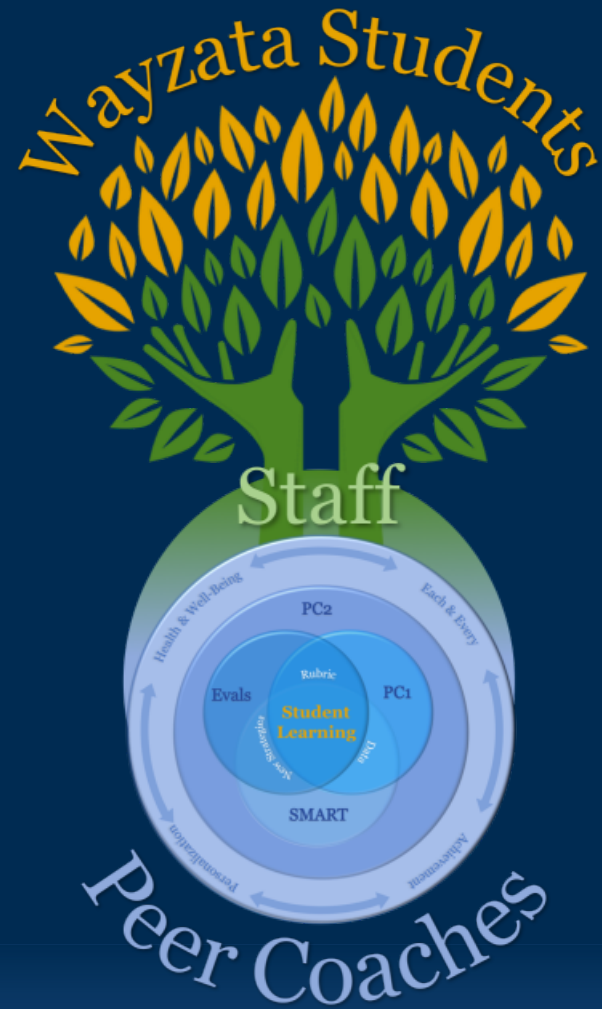 Wayzata Students
Staff
Health & Well-Being
Each & Every
PC2
Rubric
Evals
PC1
Student
Learning
New Strategies
Data
SMART
Personalization
Achievement
Peer Coaches